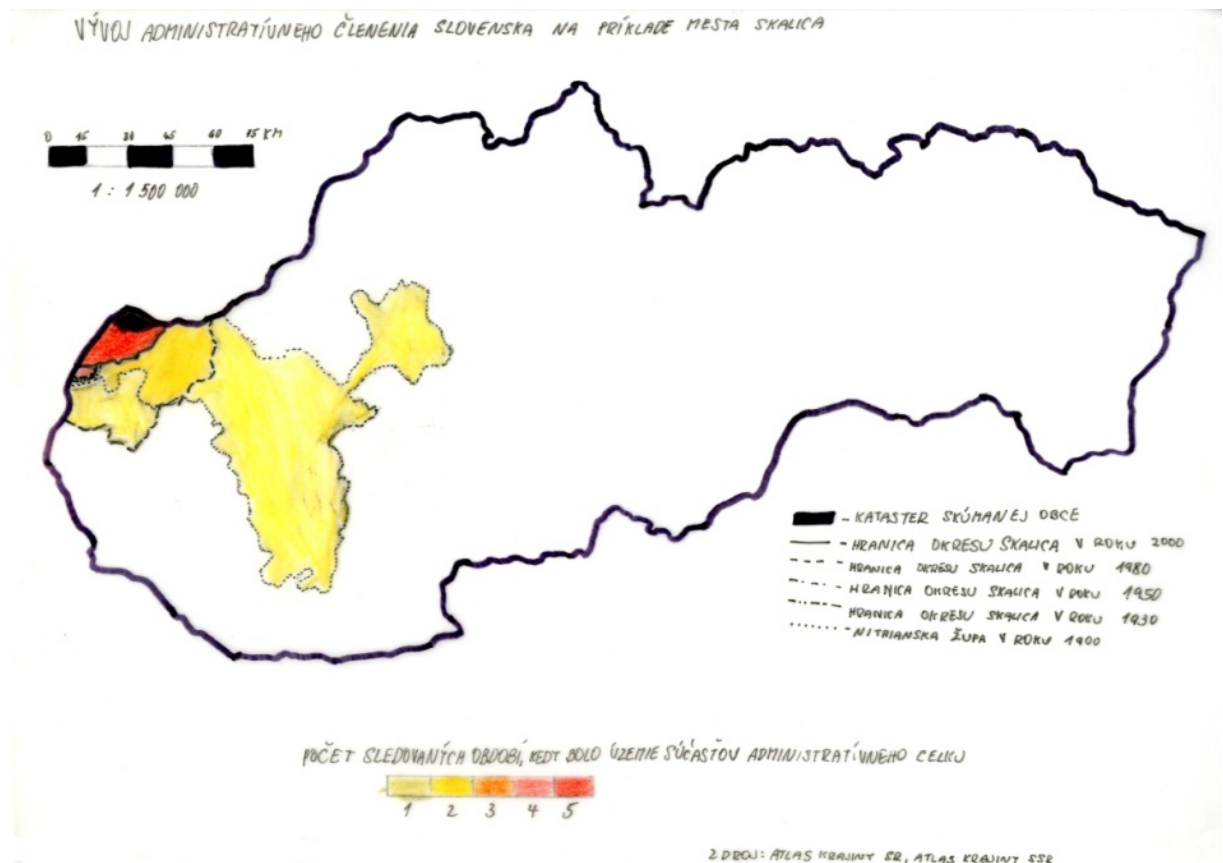 VÝVOJ ADMINISTRATÍVNEHO ČLENENIA SLOVENSKA NA PRÍKLADE MESTA SKALICA
0 15 30 45 60 75 KM
1 : 1 500 000
- KATASTER SKÚMANEJ OBCE
- HRANICA OKRESU SKALICA V ROKU 2000
- HRANICA OKRESU SKALICA V ROKU 1980
- HRANICA OKRESU SKALICA V ROKU 1950
- HRANICA OKRESU SKALICA V ROKU 1930
- NITRIANSKA ŽUPA V ROKU 1900
POČET SLEDOVANÝCH OBDOBÍ, KEDY BOLO ÚZEMIE SÚČASŤOU ADMINISTRATÍVNEHO CELKU
1 2 3 4 5
ZDROJ: ATLAS KRAJINY SR, ATLAS KRAJINY SSR